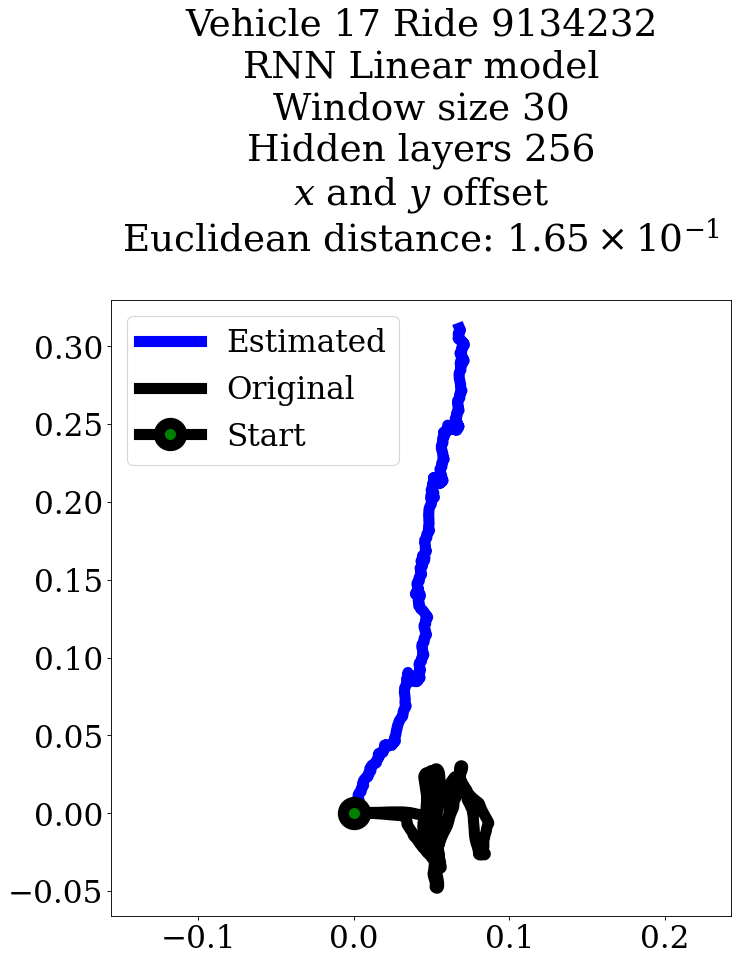 Vehicle 17 Ride 9134232
RNN Linear model
Window size 30
Hidden layers 256
x and y offset
Euclidean distance: 1.65 × 10⁻¹
Estimated
Original
Start
0.30
0.25
0.20
0.15
0.10
0.05
0.00
−0.05
−0.1 0.0 0.1 0.2